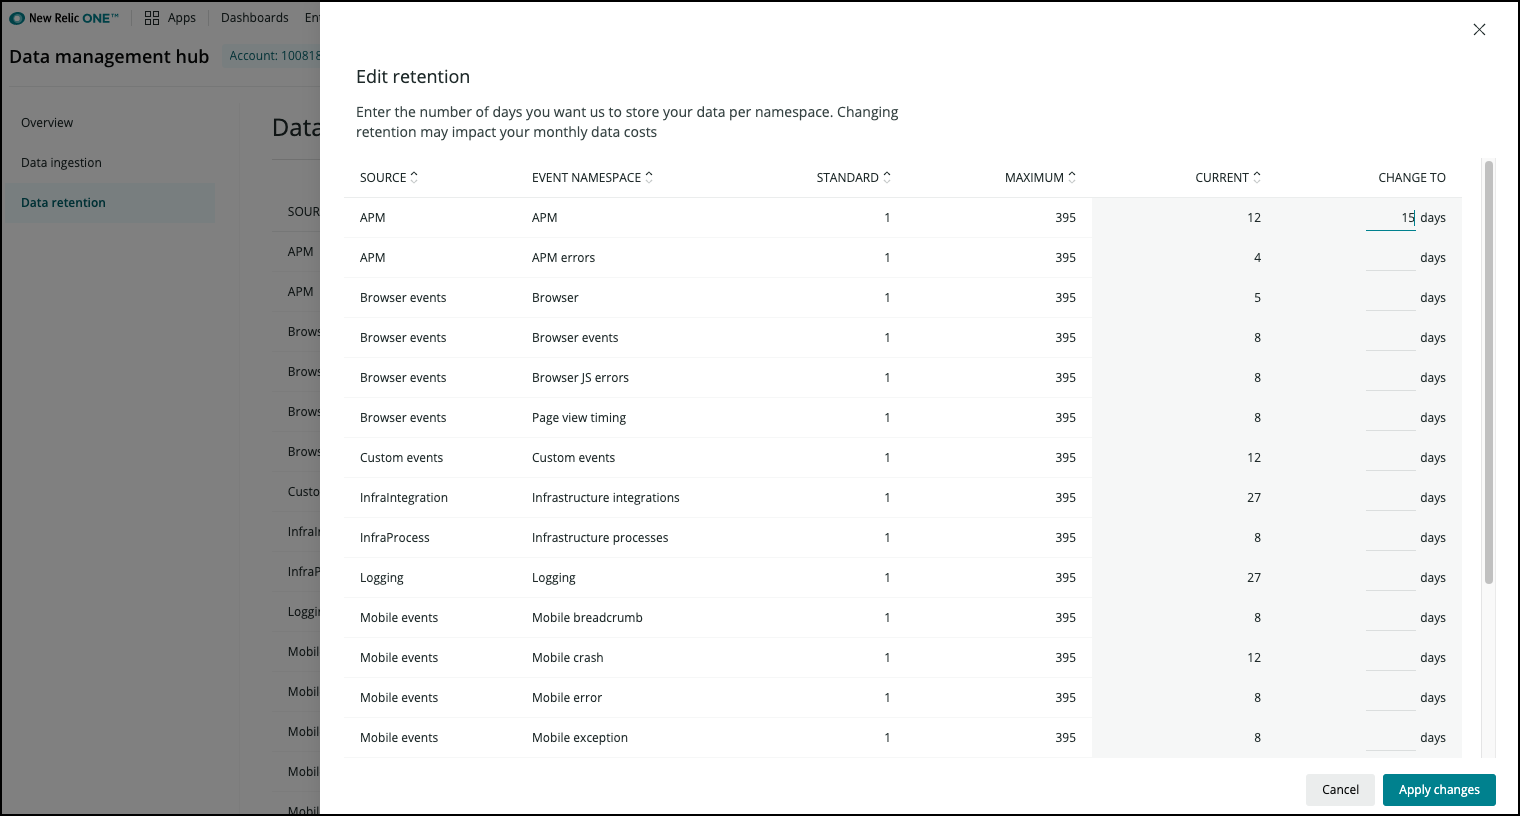 New Relic ONE™ Apps Dashboards
Data management hub Account: 100818
Overview
Data ingestion
Data retention
Data
SOUR
APM
APM
Brows
Brows
Brows
Brows
Custo
InfraIn
InfraP
Loggin
Mobil
Mobil
Mobil
Mobil
Mobil
Edit retention
Enter the number of days you want us to store your data per namespace. Changing
retention may impact your monthly data costs
SOURCE EVENT NAMESPACE STANDARD MAXIMUM CURRENT CHANGE TO
APM APM 1 395 12 15 days
APM APM errors 1 395 4 days
Browser events Browser 1 395 5 days
Browser events Browser events 1 395 8 days
Browser events Browser JS errors 1 395 8 days
Browser events Page view timing 1 395 8 days
Custom events Custom events 1 395 12 days
InfraIntegration Infrastructure integrations 1 395 27 days
InfraProcess Infrastructure processes 1 395 8 days
Logging Logging 1 395 27 days
Mobile events Mobile breadcrumb 1 395 8 days
Mobile events Mobile crash 1 395 12 days
Mobile events Mobile error 1 395 8 days
Mobile events Mobile exception 1 395 8 days
Cancel Apply changes